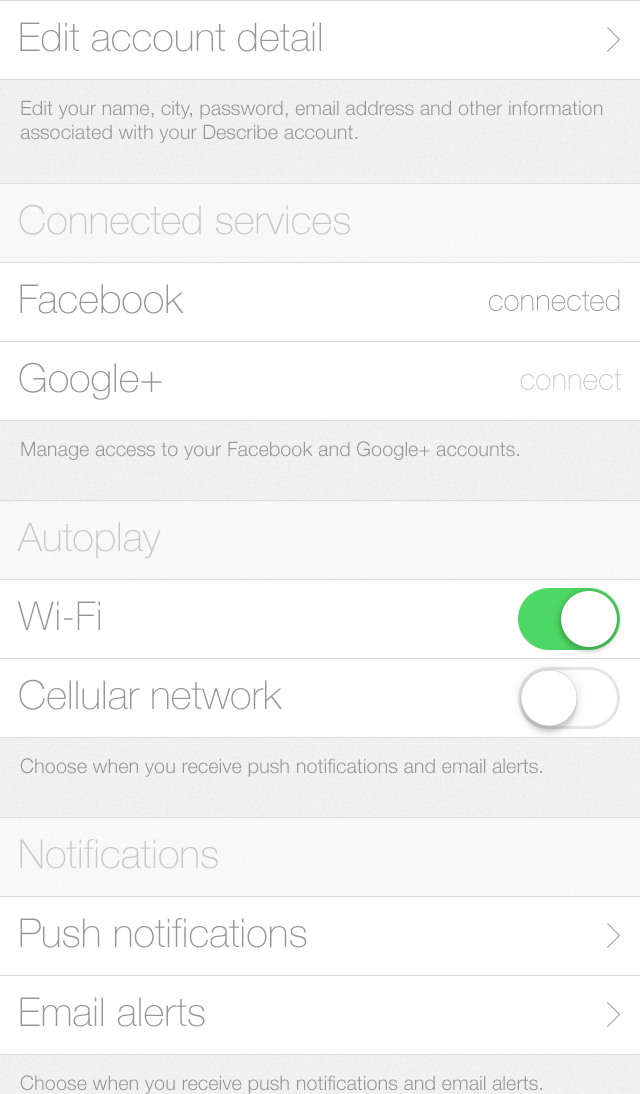 Edit account detail
Edit your name, city, password, email address and other information
associated with your Describe account.
Connected services
Facebook connected
Google+ connect
Manage access to your Facebook and Google+ accounts.
Autoplay
Wi-Fi
Cellular network
Choose when you receive push notifications and email alerts.
Notifications
Push notifications
Email alerts
Choose when you receive push notifications and email alerts.